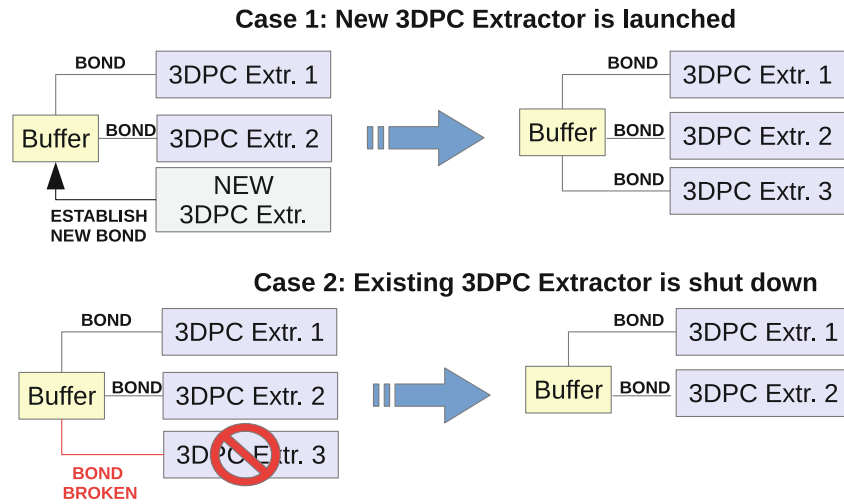 Case 1: New 3DPC Extractor is launched
BOND
3DPC Extr. 1
Buffer
BOND
3DPC Extr. 2
NEW
3DPC Extr.
ESTABLISH
NEW BOND
BOND
3DPC Extr. 1
Buffer
BOND
3DPC Extr. 2
BOND
3DPC Extr. 3
Case 2: Existing 3DPC Extractor is shut down
BOND
3DPC Extr. 1
Buffer
BOND
3DPC Extr. 2
3DPC Extr. 3
BOND
BROKEN
BOND
3DPC Extr. 1
Buffer
BOND
3DPC Extr. 2